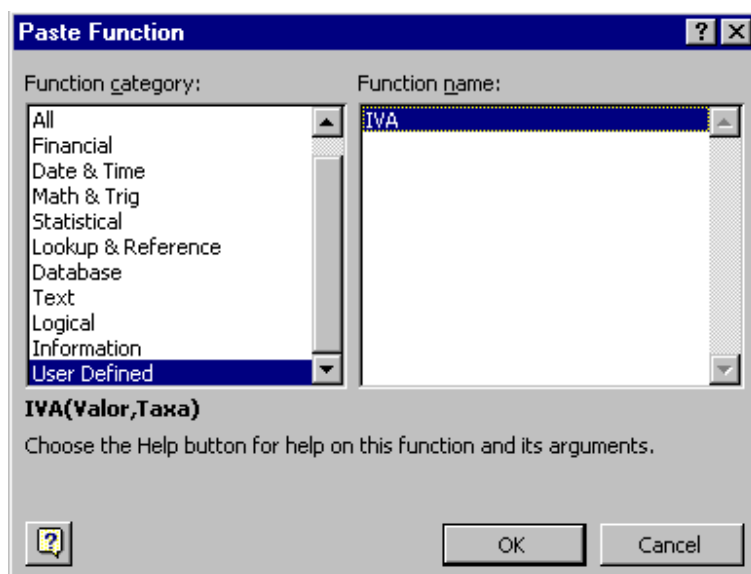 Paste Function
Function category:
Function name:
All
Financial
Date & Time
Math & Trig
Statistical
Lookup & Reference
Database
Text
Logical
Information
User Defined
IVA
IVA(Valor,Taxa)
Choose the Help button for help on this function and its arguments.
OK
Cancel